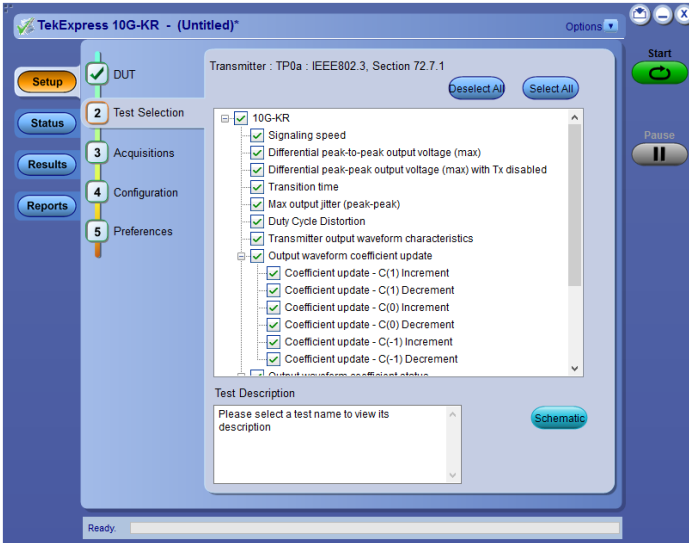 TekExpress 10G-KR - (Untitled)*
Options
Start
Pause
Setup
Status
Results
Reports
DUT
2 Test Selection
3 Acquisitions
4 Configuration
5 Preferences
Transmitter : TP0a : IEEE802.3, Section 72.7.1
Deselect All
Select All
10G-KR
Signaling speed
Differential peak-to-peak output voltage (max)
Differential peak-peak output voltage (max) with Tx disabled
Transition time
Max output jitter (peak-peak)
Duty Cycle Distortion
Transmitter output waveform characteristics
Output waveform coefficient update
Coefficient update - C(1) Increment
Coefficient update - C(1) Decrement
Coefficient update - C(0) Increment
Coefficient update - C(0) Decrement
Coefficient update - C(-1) Increment
Coefficient update - C(-1) Decrement
Output waveform coefficient status
Test Description
Please select a test name to view its
description
Schematic
Ready.